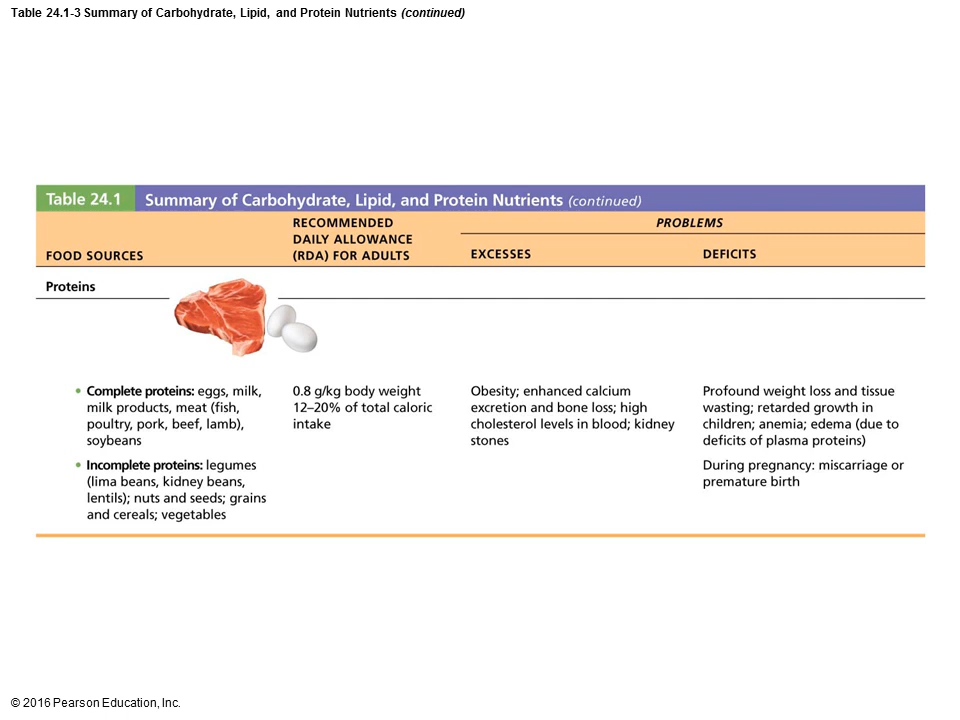 Table 24.1-3 Summary of Carbohydrate, Lipid, and Protein Nutrients (continued)
Table 24.1 Summary of Carbohydrate, Lipid, and Protein Nutrients (continued)
FOOD SOURCES
RECOMMENDED
DAILY ALLOWANCE
(RDA) FOR ADULTS
PROBLEMS
EXCESSES
DEFICITS
Proteins
• Complete proteins: eggs, milk,
milk products, meat (fish,
poultry, pork, beef, lamb),
soybeans
• Incomplete proteins: legumes
(lima beans, kidney beans,
lentils); nuts and seeds; grains
and cereals; vegetables
0.8 g/kg body weight
12–20% of total caloric
intake
Obesity; enhanced calcium
excretion and bone loss; high
cholesterol levels in blood; kidney
stones
Profound weight loss and tissue
wasting; retarded growth in
children; anemia; edema (due to
deficits of plasma proteins)
During pregnancy: miscarriage or
premature birth
© 2016 Pearson Education, Inc.